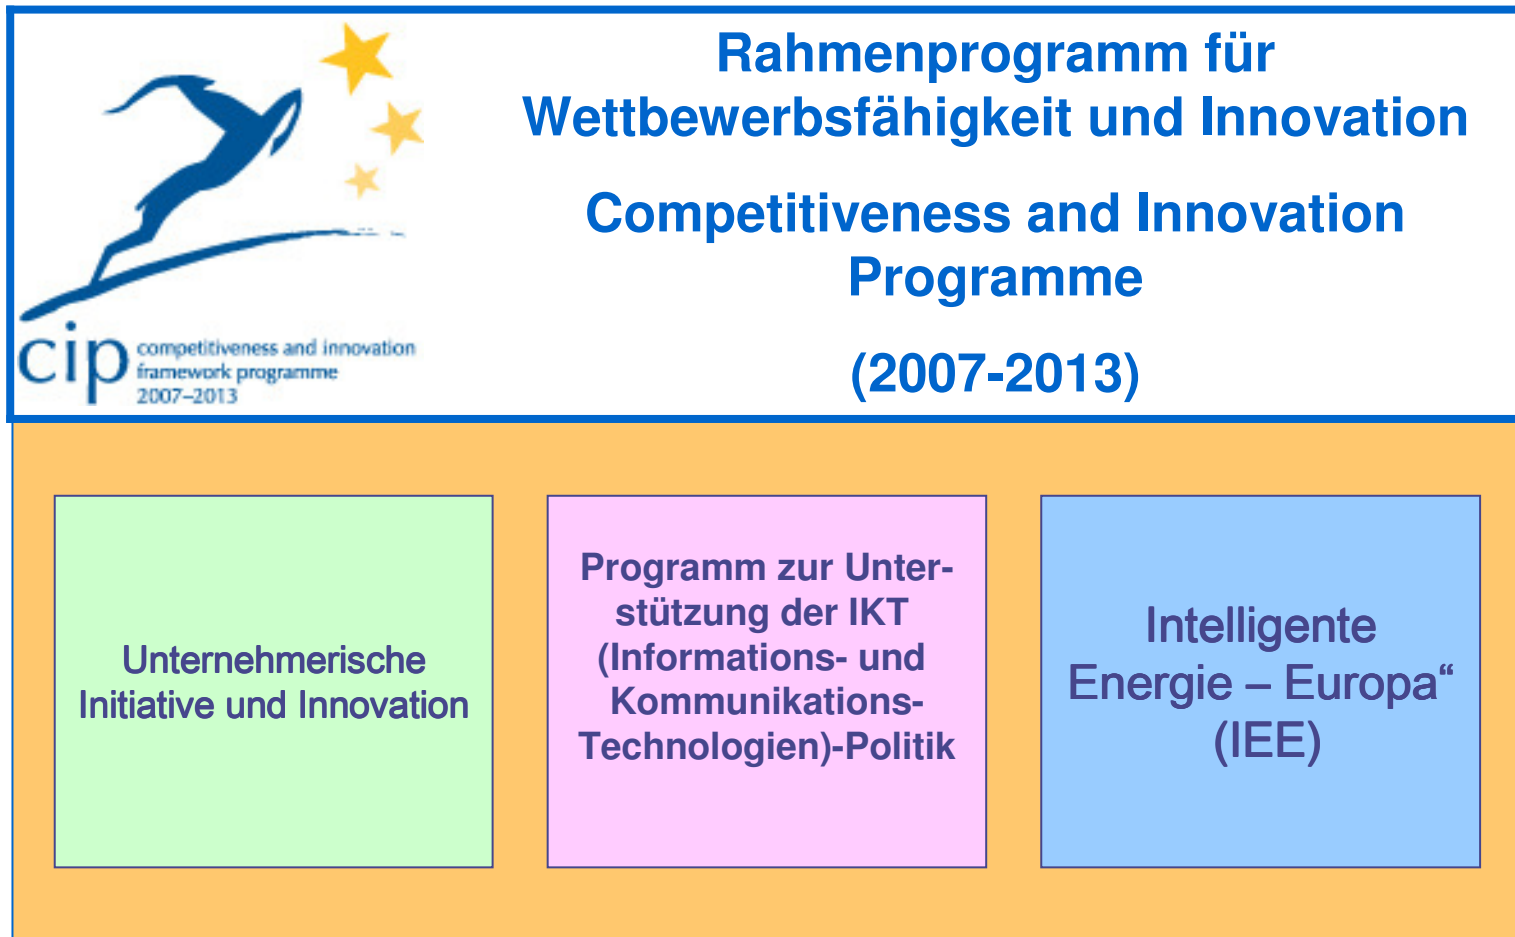 Rahmenprogramm für
Wettbewerbsfähigkeit und Innovation
Competitiveness and Innovation
Programme
(2007-2013)
cip
competitiveness and innovation
framework programme
2007–2013
Unternehmerische
Initiative und Innovation
Programm zur Unter-
stützung der IKT
(Informations- und
Kommunikations-
Technologien)-Politik
Intelligente
Energie – Europa“
(IEE)